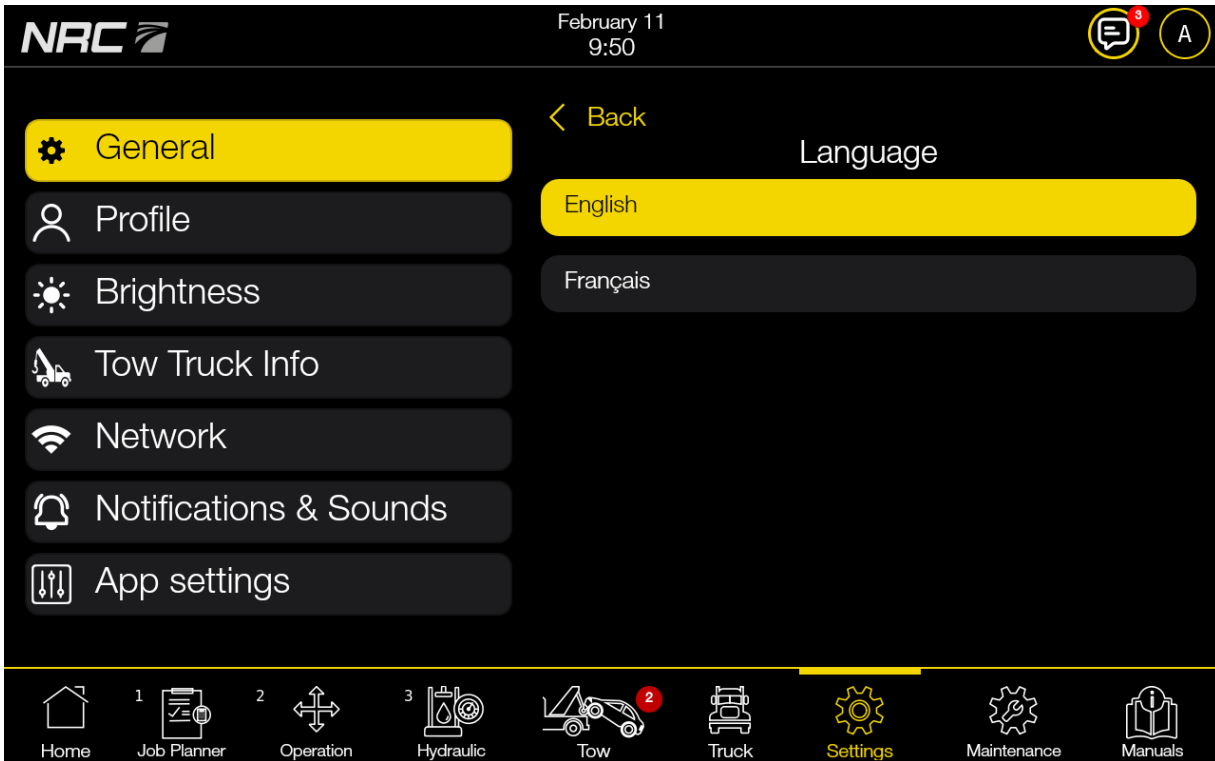 NRC
February 11
9:50
3
A
General
Profile
Brightness
Tow Truck Info
Network
Notifications & Sounds
App settings
Back
Language
English
Français
Home
1
Job Planner
2
Operation
3
Hydraulic
2
Tow
Truck
Settings
Maintenance
Manuals